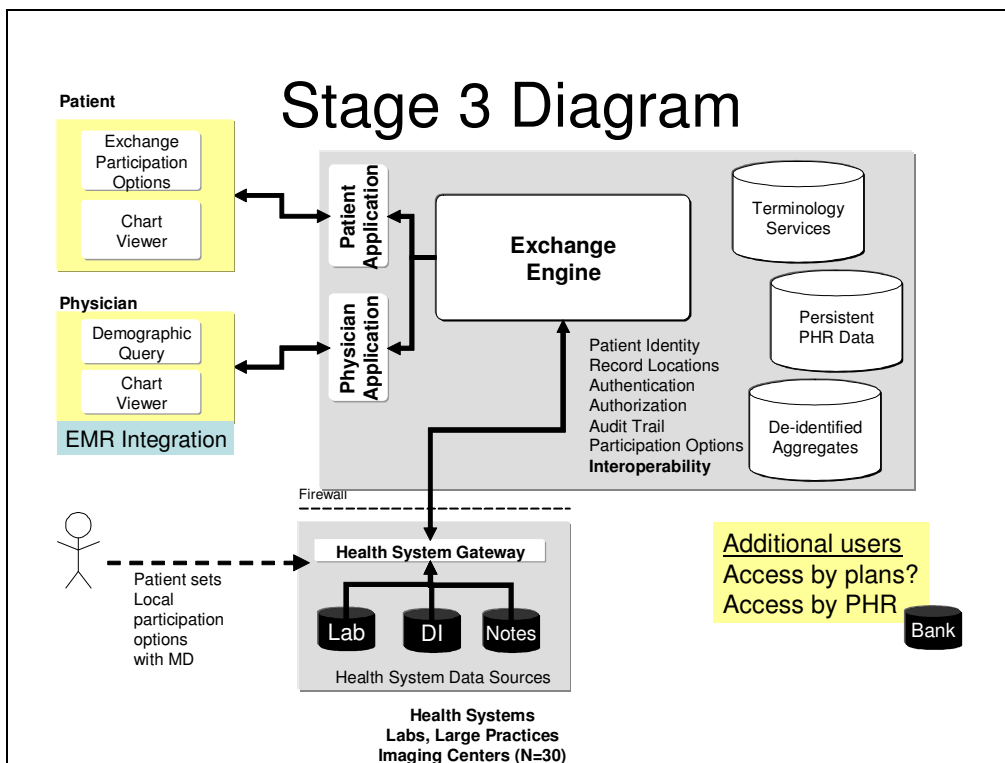 Stage 3 Diagram
Patient
Exchange
Participation
Options
Chart
Viewer
Physician
Demographic
Query
Chart
Viewer
EMR Integration
Patient
Application
Physician
Application
Exchange
Engine
Terminology
Services
Persistent
PHR Data
De-identified
Aggregates
Patient Identity
Record Locations
Authentication
Authorization
Audit Trail
Participation Options
Interoperability
Firewall
Health System Gateway
Lab
DI
Notes
Health System Data Sources
Patient sets
Local
participation
options
with MD
Health Systems
Labs, Large Practices
Imaging Centers (N=30)
Additional users
Access by plans?
Access by PHR
Bank